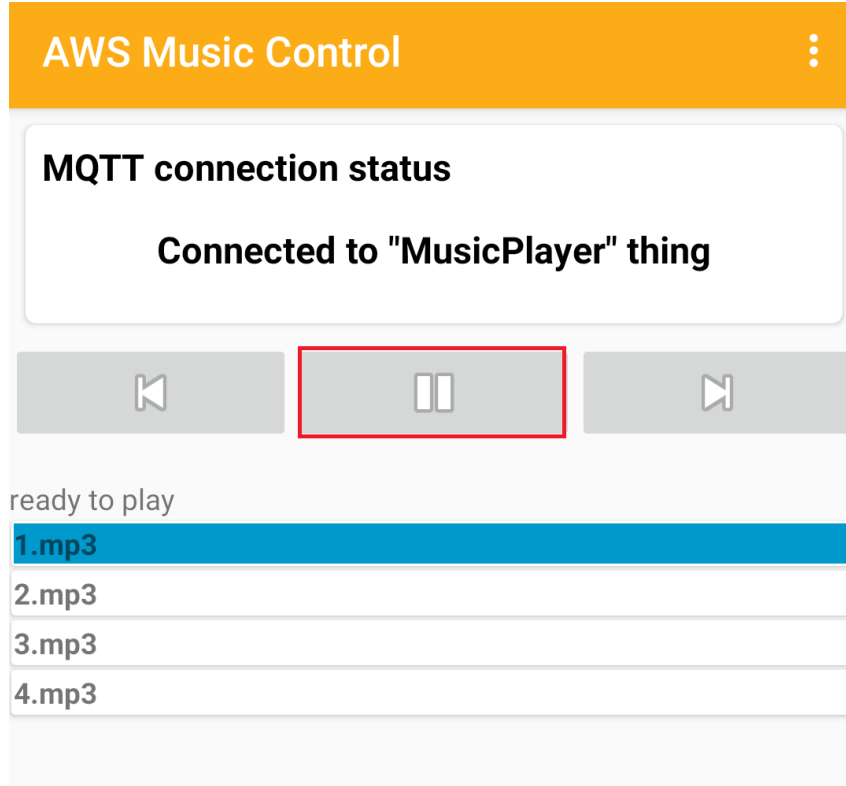 AWS Music Control
MQTT connection status
Connected to "MusicPlayer" thing
ready to play
1.mp3
2.mp3
3.mp3
4.mp3